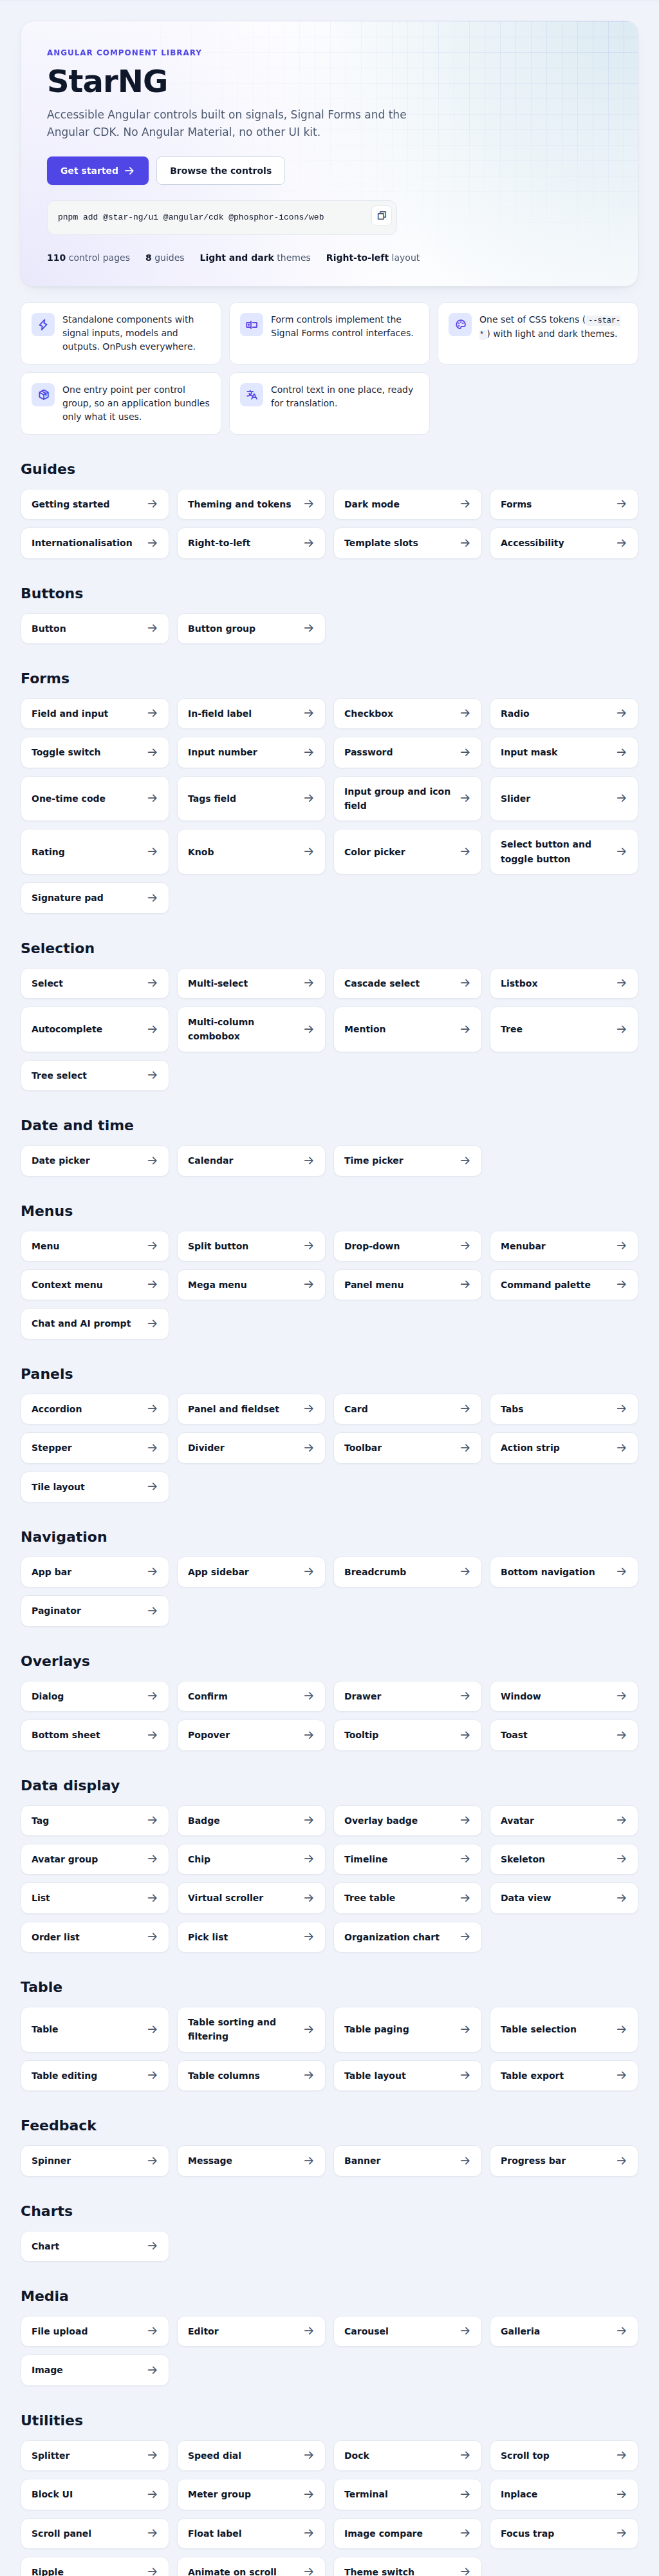 ANGULAR COMPONENT LIBRARY
StarNG
Accessible Angular controls built on signals, Signal Forms and the
Angular CDK. No Angular Material, no other UI kit.
Get started
Browse the controls
pnpm add @star-ng/ui @angular/cdk @phosphor-icons/web
110 control pages 8 guides Light and dark themes Right-to-left layout
Standalone components with
signal inputs, models and
outputs. OnPush everywhere.
Form controls implement the
Signal Forms control interfaces.
One set of CSS tokens (--star-
*) with light and dark themes.
One entry point per control
group, so an application bundles
only what it uses.
Control text in one place, ready
for translation.
Guides
Getting started
Theming and tokens
Dark mode
Forms
Internationalisation
Right-to-left
Template slots
Accessibility
Buttons
Button
Button group
Forms
Field and input
In-field label
Checkbox
Radio
Toggle switch
Input number
Password
Input mask
One-time code
Tags field
Input group and icon
field
Slider
Rating
Knob
Color picker
Select button and
toggle button
Signature pad
Selection
Select
Multi-select
Cascade select
Listbox
Autocomplete
Multi-column
combobox
Mention
Tree
Tree select
Date and time
Date picker
Calendar
Time picker
Menus
Menu
Split button
Drop-down
Menubar
Context menu
Mega menu
Panel menu
Command palette
Chat and AI prompt
Panels
Accordion
Panel and fieldset
Card
Tabs
Stepper
Divider
Toolbar
Action strip
Tile layout
Navigation
App bar
App sidebar
Breadcrumb
Bottom navigation
Paginator
Overlays
Dialog
Confirm
Drawer
Window
Bottom sheet
Popover
Tooltip
Toast
Data display
Tag
Badge
Overlay badge
Avatar
Avatar group
Chip
Timeline
Skeleton
List
Virtual scroller
Tree table
Data view
Order list
Pick list
Organization chart
Table
Table
Table sorting and
filtering
Table paging
Table selection
Table editing
Table columns
Table layout
Table export
Feedback
Spinner
Message
Banner
Progress bar
Charts
Chart
Media
File upload
Editor
Carousel
Galleria
Image
Utilities
Splitter
Speed dial
Dock
Scroll top
Block UI
Meter group
Terminal
Inplace
Scroll panel
Float label
Image compare
Focus trap
Ripple
Animate on scroll
Theme switch